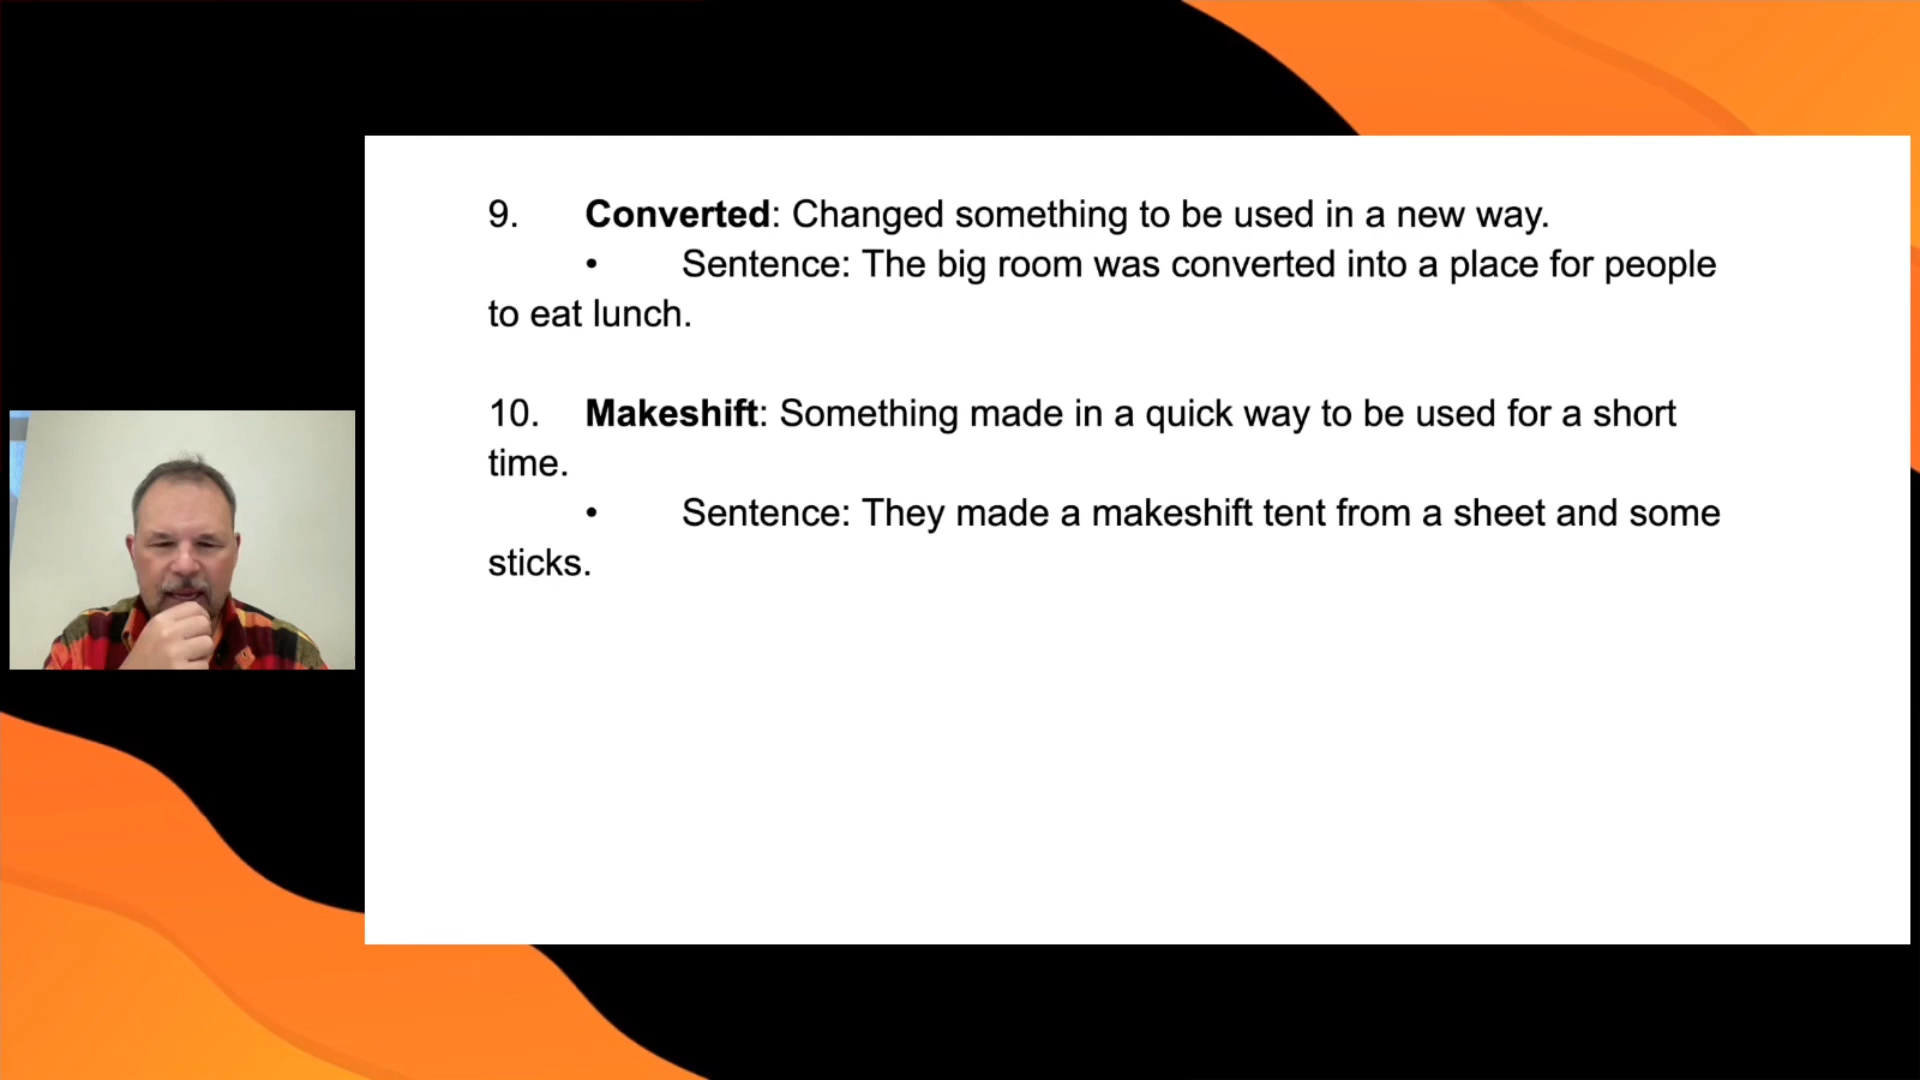 9. Converted: Changed something to be used in a new way.
• Sentence: The big room was converted into a place for people
to eat lunch.
10. Makeshift: Something made in a quick way to be used for a short
time.
• Sentence: They made a makeshift tent from a sheet and some
sticks.